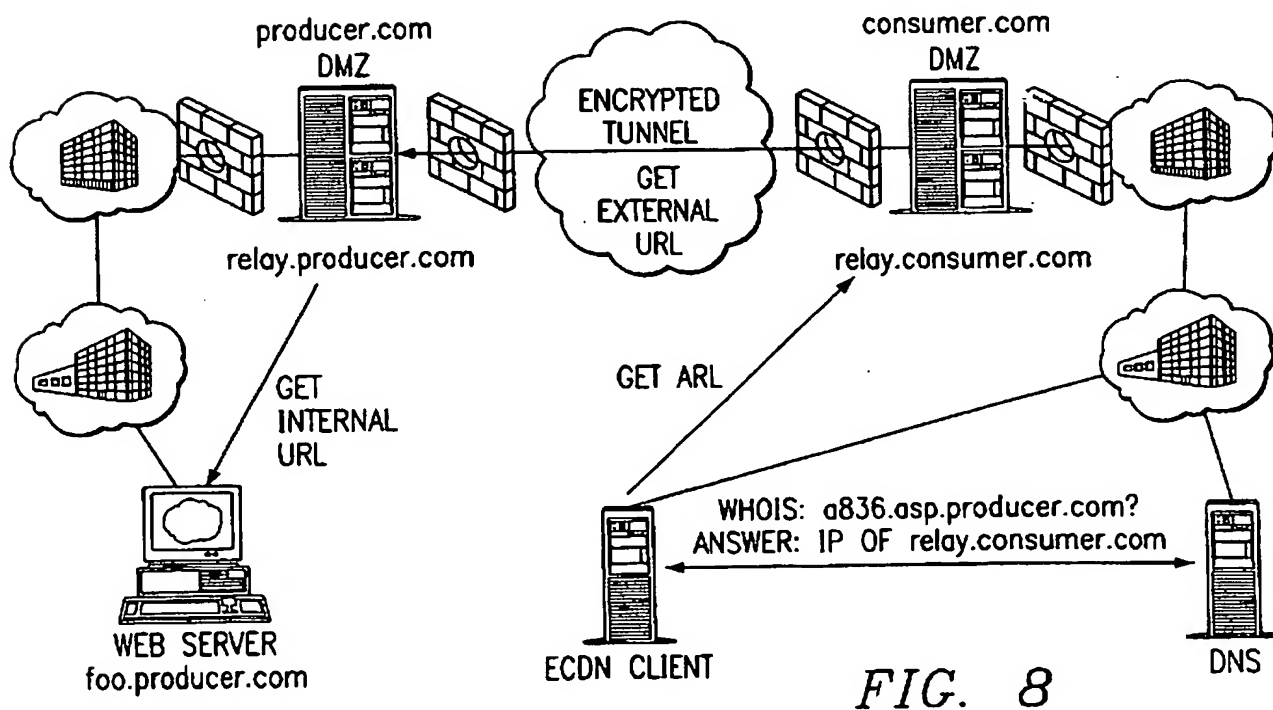 producer.com
DMZ
consumer.com
DMZ
ENCRYPTED
TUNNEL
GET
EXTERNAL
URL
relay.producer.com
relay.consumer.com
GET
INTERNAL
URL
GET ARL
WHOIS: a836.asp.producer.com?
ANSWER: IP OF relay.consumer.com
WEB SERVER
foo.producer.com
ECDN CLIENT
DNS
FIG. 8